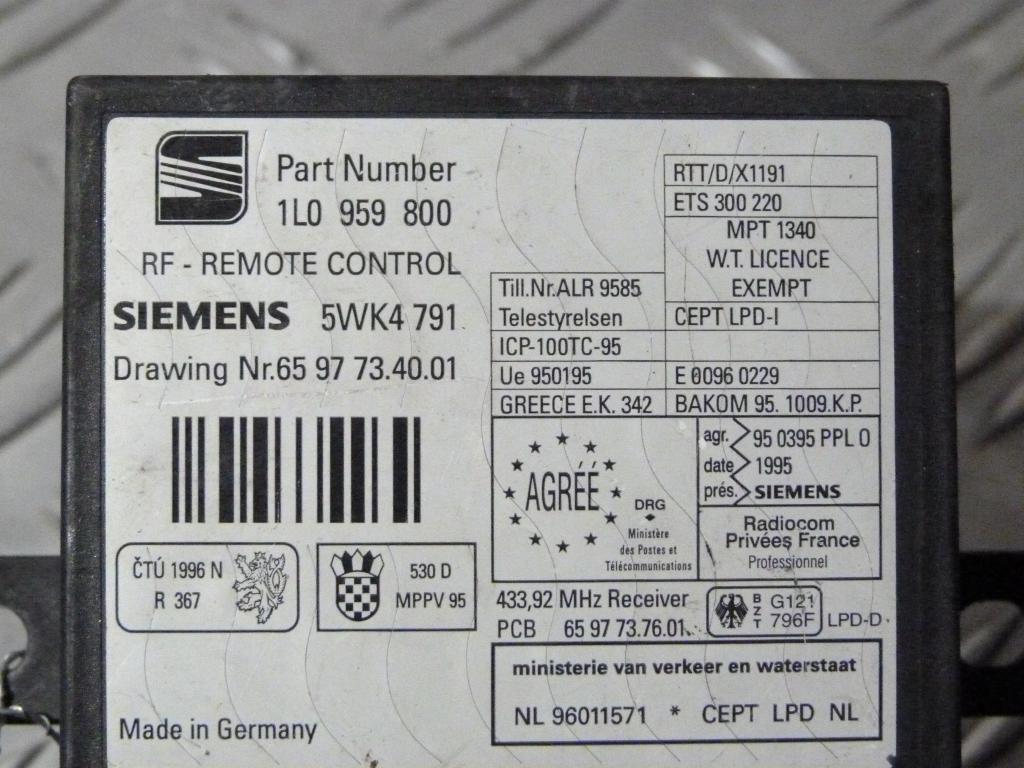 Part Number
1L0 959 800
RF - REMOTE CONTROL
SIEMENS 5WK4 791
Drawing Nr.65 97 73.40.01
ČTÚ 1996 N
R 367
530 D
MPPV 95
Made in Germany
RTT/D/X1191
ETS 300 220
MPT 1340
W.T. LICENCE
EXEMPT
Till.Nr.ALR 9585
Telestyrelsen
CEPT LPD-I
ICP-100TC-95
Ue 950195
E 0096 0229
GREECE E.K. 342
BAKOM 95. 1009.K.P.
AGRÉÉ
DRG
Ministère
des Postes et
Télécommunications
agr. 95 0395 PPL 0
date 1995
prés. SIEMENS
Radiocom
Privées France
Professionnel
433,92 MHz Receiver
PCB 65 97 73.76.01
BZT
G121
796F
LPD-D
ministerie van verkeer en waterstaat
NL 96011571 * CEPT LPD NL